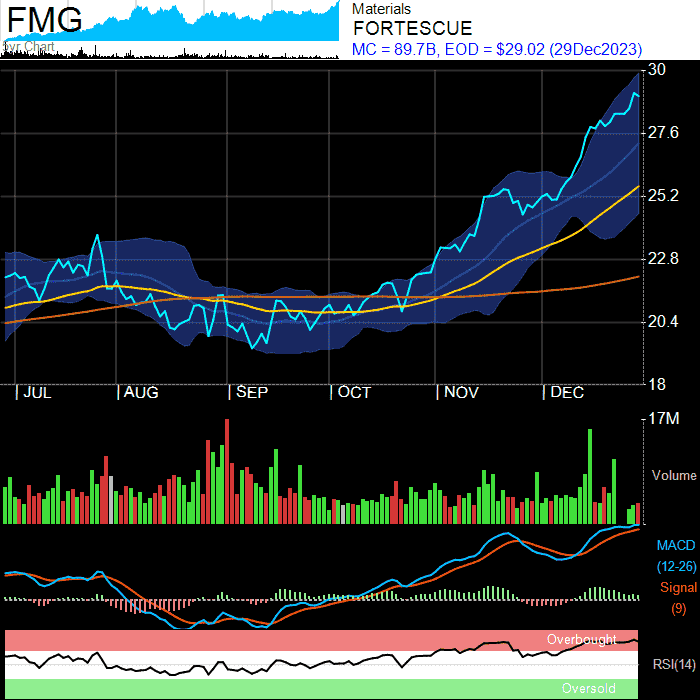 FMG
5yr Chart
Materials
FORTESCUE
MC = 89.7B, EOD = $29.02 (29Dec2023)
30
27.6
25.2
22.8
20.4
18
JUL AUG SEP OCT NOV DEC
17M
Volume
MACD
(12-26)
Signal
(9)
Overbought
RSI(14)
Oversold